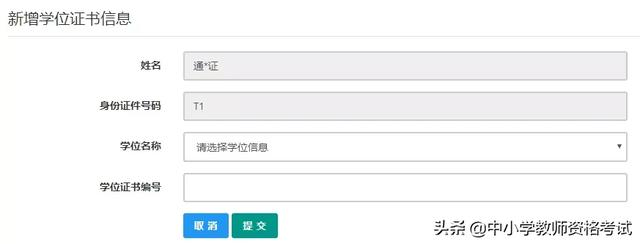 新增学位证书信息
姓名 通*证
身份证件号码 T1
学位名称 请选择学位信息
学位证书编号
取消 提交
头条 @中小学教师资格考试